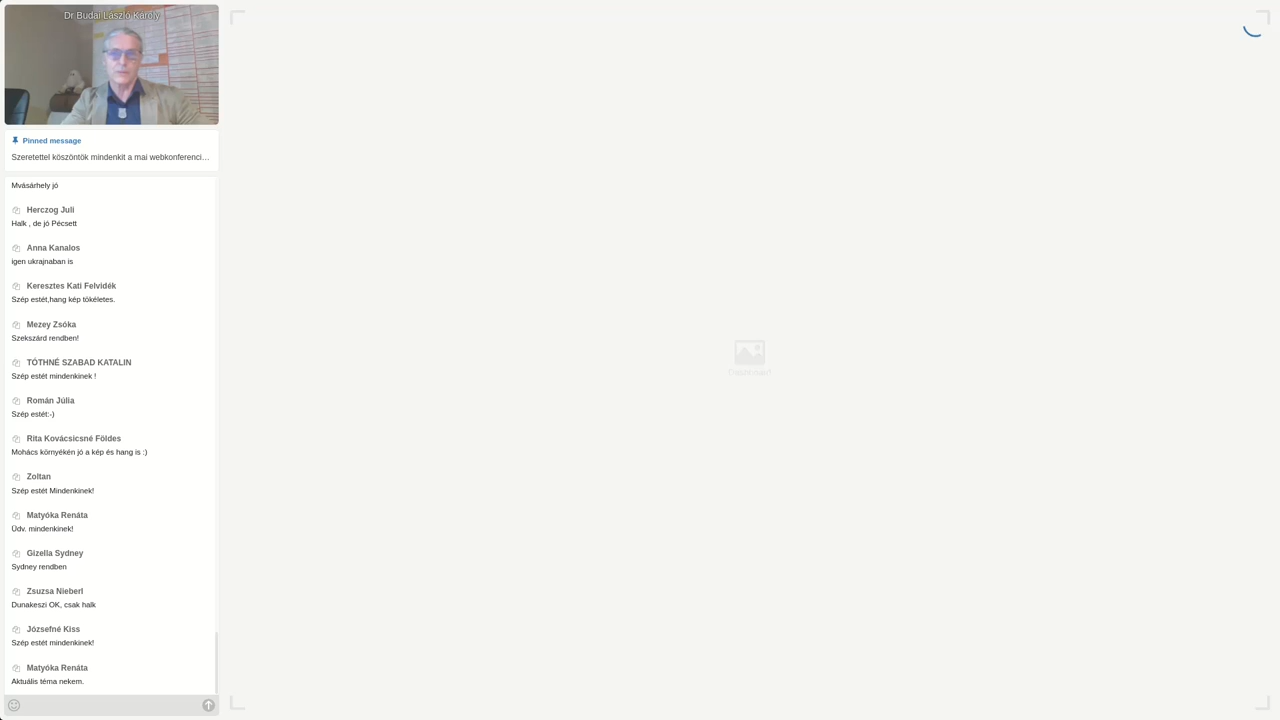 Dr Budai László Károly
Pinned message
Szeretettel köszöntök mindenkit a mai webkonferenci…
Mvásárhely jó
Herczog Juli
Halk , de jó Pécsett
Anna Kanalos
igen ukrajnaban is
Keresztes Kati Felvidék
Szép estét,hang kép tökéletes.
Mezey Zsóka
Szekszárd rendben!
TÓTHNÉ SZABAD KATALIN
Szép estét mindenkinek !
Román Júlia
Szép estét:-)
Rita Kovácsicsné Földes
Mohács környékén jó a kép és hang is :)
Zoltan
Szép estét Mindenkinek!
Matyóka Renáta
Üdv. mindenkinek!
Gizella Sydney
Sydney rendben
Zsuzsa Nieberl
Dunakeszi OK, csak halk
Józsefné Kiss
Szép estét mindenkinek!
Matyóka Renáta
Aktuális téma nekem.